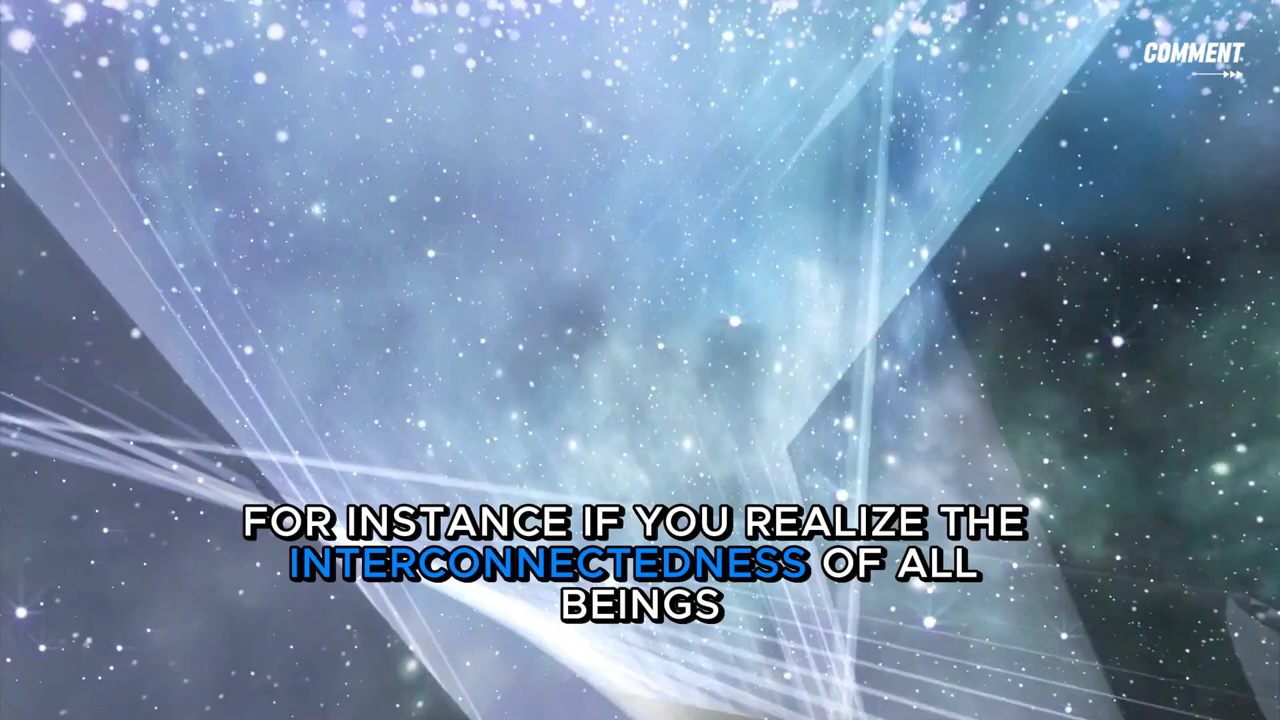 COMMENT
FOR INSTANCE IF YOU REALIZE THE
INTERCONNECTEDNESS OF ALL
BEINGS